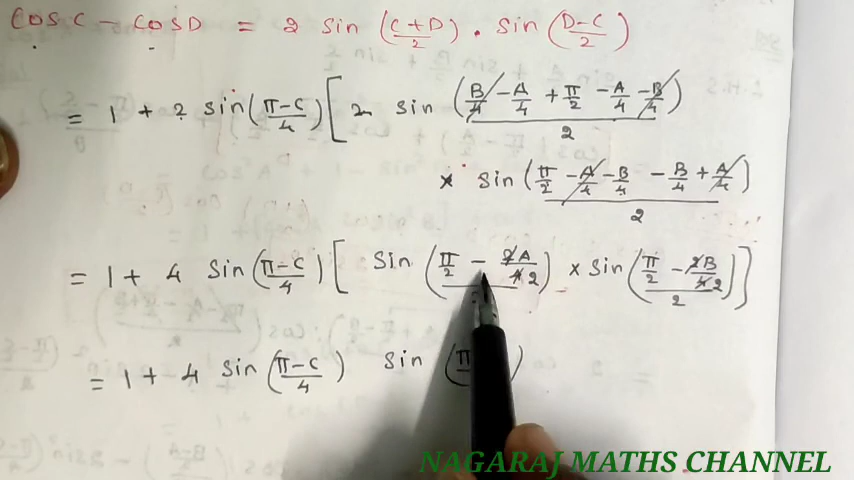 COS C - COS D = 2 sin (C+D/2) . sin (D-C/2)
= 1 + 2 sin(π-C/4) [ 2 sin (B/4 - A/4 + π/2 - A/4 - B/4 / 2)
× sin (π/2 - A/4 - B/4 - B/4 + A/4 / 2)
= 1 + 4 sin(π-C/4) [ sin (π/2 - 2A/4 2 / 2) × sin (π/2 - 2B/4 2 / 2) ]
= 1 + 4 sin (π-C/4) sin (π )
NAGARAJ MATHS CHANNEL